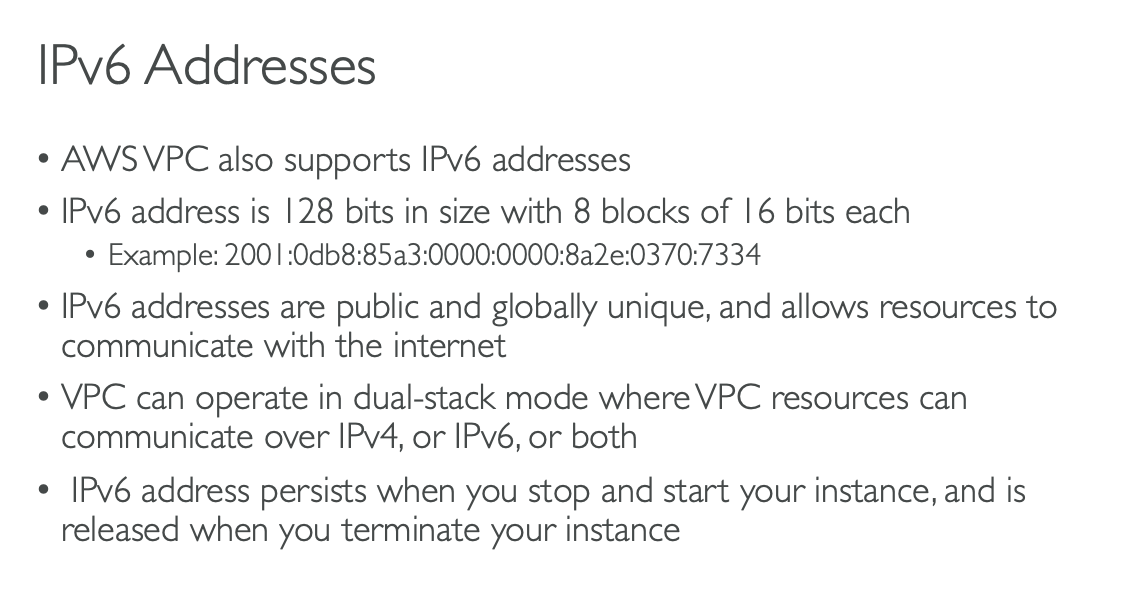 IPv6 Addresses
• AWS VPC also supports IPv6 addresses
• IPv6 address is 128 bits in size with 8 blocks of 16 bits each
• Example: 2001:0db8:85a3:0000:0000:8a2e:0370:7334
• IPv6 addresses are public and globally unique, and allows resources to
communicate with the internet
• VPC can operate in dual-stack mode where VPC resources can
communicate over IPv4, or IPv6, or both
• IPv6 address persists when you stop and start your instance, and is
released when you terminate your instance